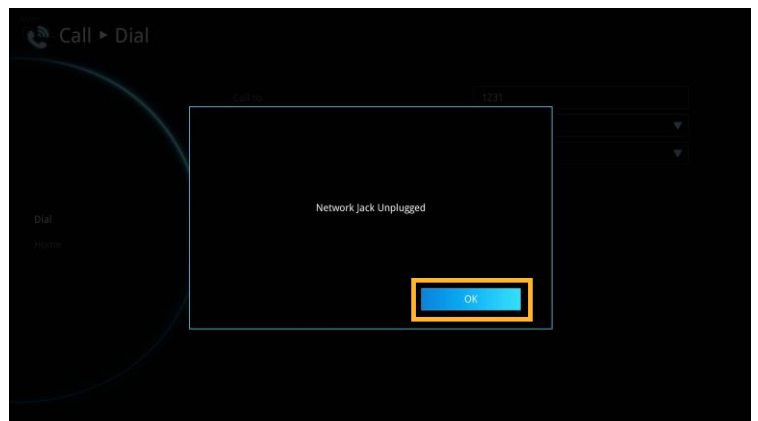 Call ► Dial
Call to
1231
▼
▼
Network Jack Unplugged
Dial
Home
OK